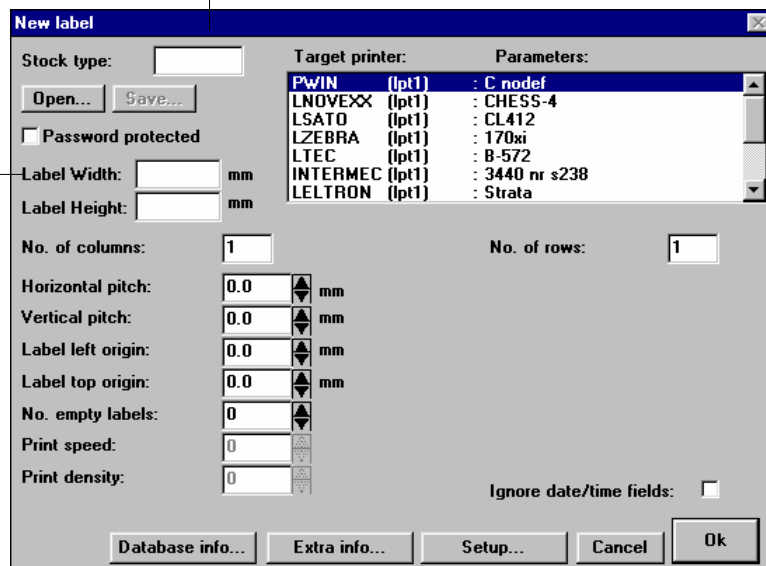 New label
Stock type:
Target printer: Parameters:
Open... Save...
PWIN (lpt1) : C nodef
LNOVEXX (lpt1) : CHESS-4
LSATO (lpt1) : CL412
LZEBRA (lpt1) : 170xi
LTEC (lpt1) : B-572
INTERMEC (lpt1) : 3440 nr s238
LELTRON (lpt1) : Strata
Password protected
Label Width: mm
Label Height: mm
No. of columns: 1 No. of rows: 1
Horizontal pitch: 0.0 mm
Vertical pitch: 0.0 mm
Label left origin: 0.0 mm
Label top origin: 0.0 mm
No. empty labels: 0
Print speed: 0
Print density: 0
Ignore date/time fields:
Database info... Extra info... Setup... Cancel Ok